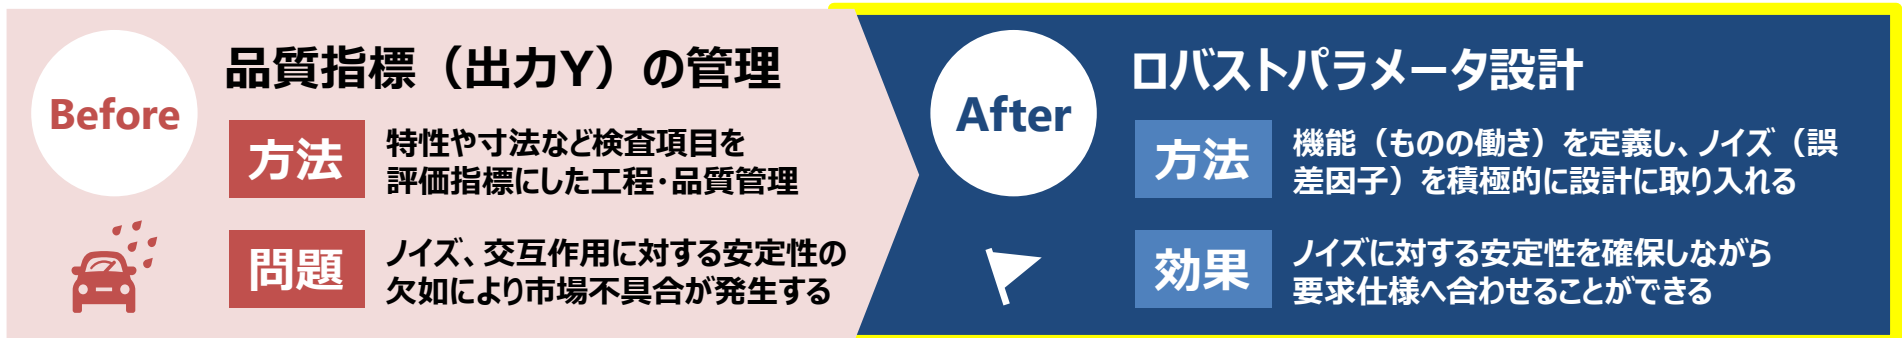 Before
品質指標（出力Y）の管理
方法
特性や寸法など検査項目を
評価指標にした工程・品質管理
問題
ノイズ、交互作用に対する安定性の
欠如により市場不具合が発生する
After
ロバストパラメータ設計
方法
機能（ものの働き）を定義し、ノイズ（誤
差因子）を積極的に設計に取り入れる
効果
ノイズに対する安定性を確保しながら
要求仕様へ合わせることができる